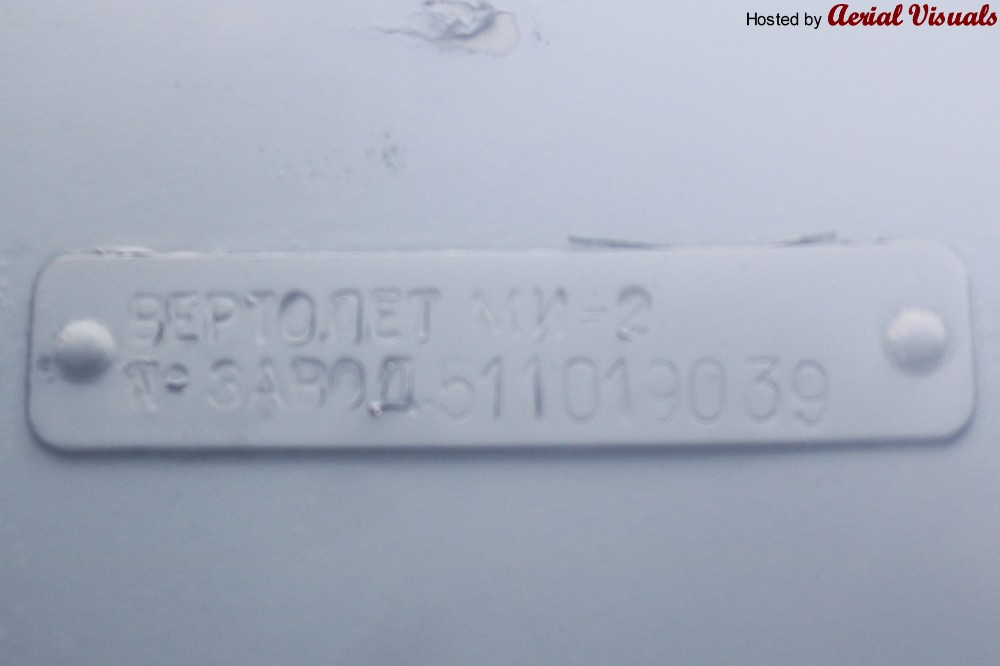 Hosted by Aerial Visuals
ВЕРТОЛЕТ МИ-2
№ ЗАВОД. 511019039